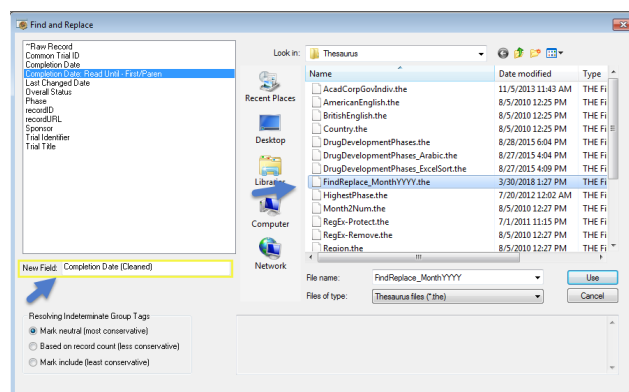 Find and Replace
~Raw Record
Common Trial ID
Completion Date
Completion Date: Read Until - First/Paren
Last Changed Date
Overall Status
Phase
recordID
recordURL
Sponsor
Trial Identifier
Trial Title
New Field: Completion Date (Cleaned)
Resolving Indeterminate Group Tags
Mark neutral (most conservative)
Based on record count (less conservative)
Mark include (least conservative)
Look in: Thesaurus
Recent Places
Desktop
Libraries
Computer
Network
Name Date modified Type
AcadCorpGovIndiv.the 11/5/2013 11:43 AM THE Fi
AmericanEnglish.the 8/5/2010 12:25 PM THE Fi
BritishEnglish.the 8/5/2010 12:25 PM THE Fi
Country.the 8/5/2010 12:25 PM THE Fi
DrugDevelopmentPhases.the 8/28/2015 6:04 PM THE Fi
DrugDevelopmentPhases_Arabic.the 8/27/2015 4:04 PM THE Fi
DrugDevelopmentPhases_ExcelSort.the 8/27/2015 4:09 PM THE Fi
FindReplace_MonthYYYY.the 3/30/2018 1:27 PM THE Fi
HighestPhase.the 7/20/2012 12:02 AM THE Fi
Month2Num.the 8/5/2010 12:27 PM THE Fi
RegEx-Protect.the 7/1/2011 11:15 PM THE Fi
RegEx-Remove.the 8/5/2010 12:27 PM THE Fi
Region.the 8/5/2010 12:27 PM THE Fi
File name: FindReplace_MonthYYYY Use
Files of type: Thesaurus files (*.the) Cancel